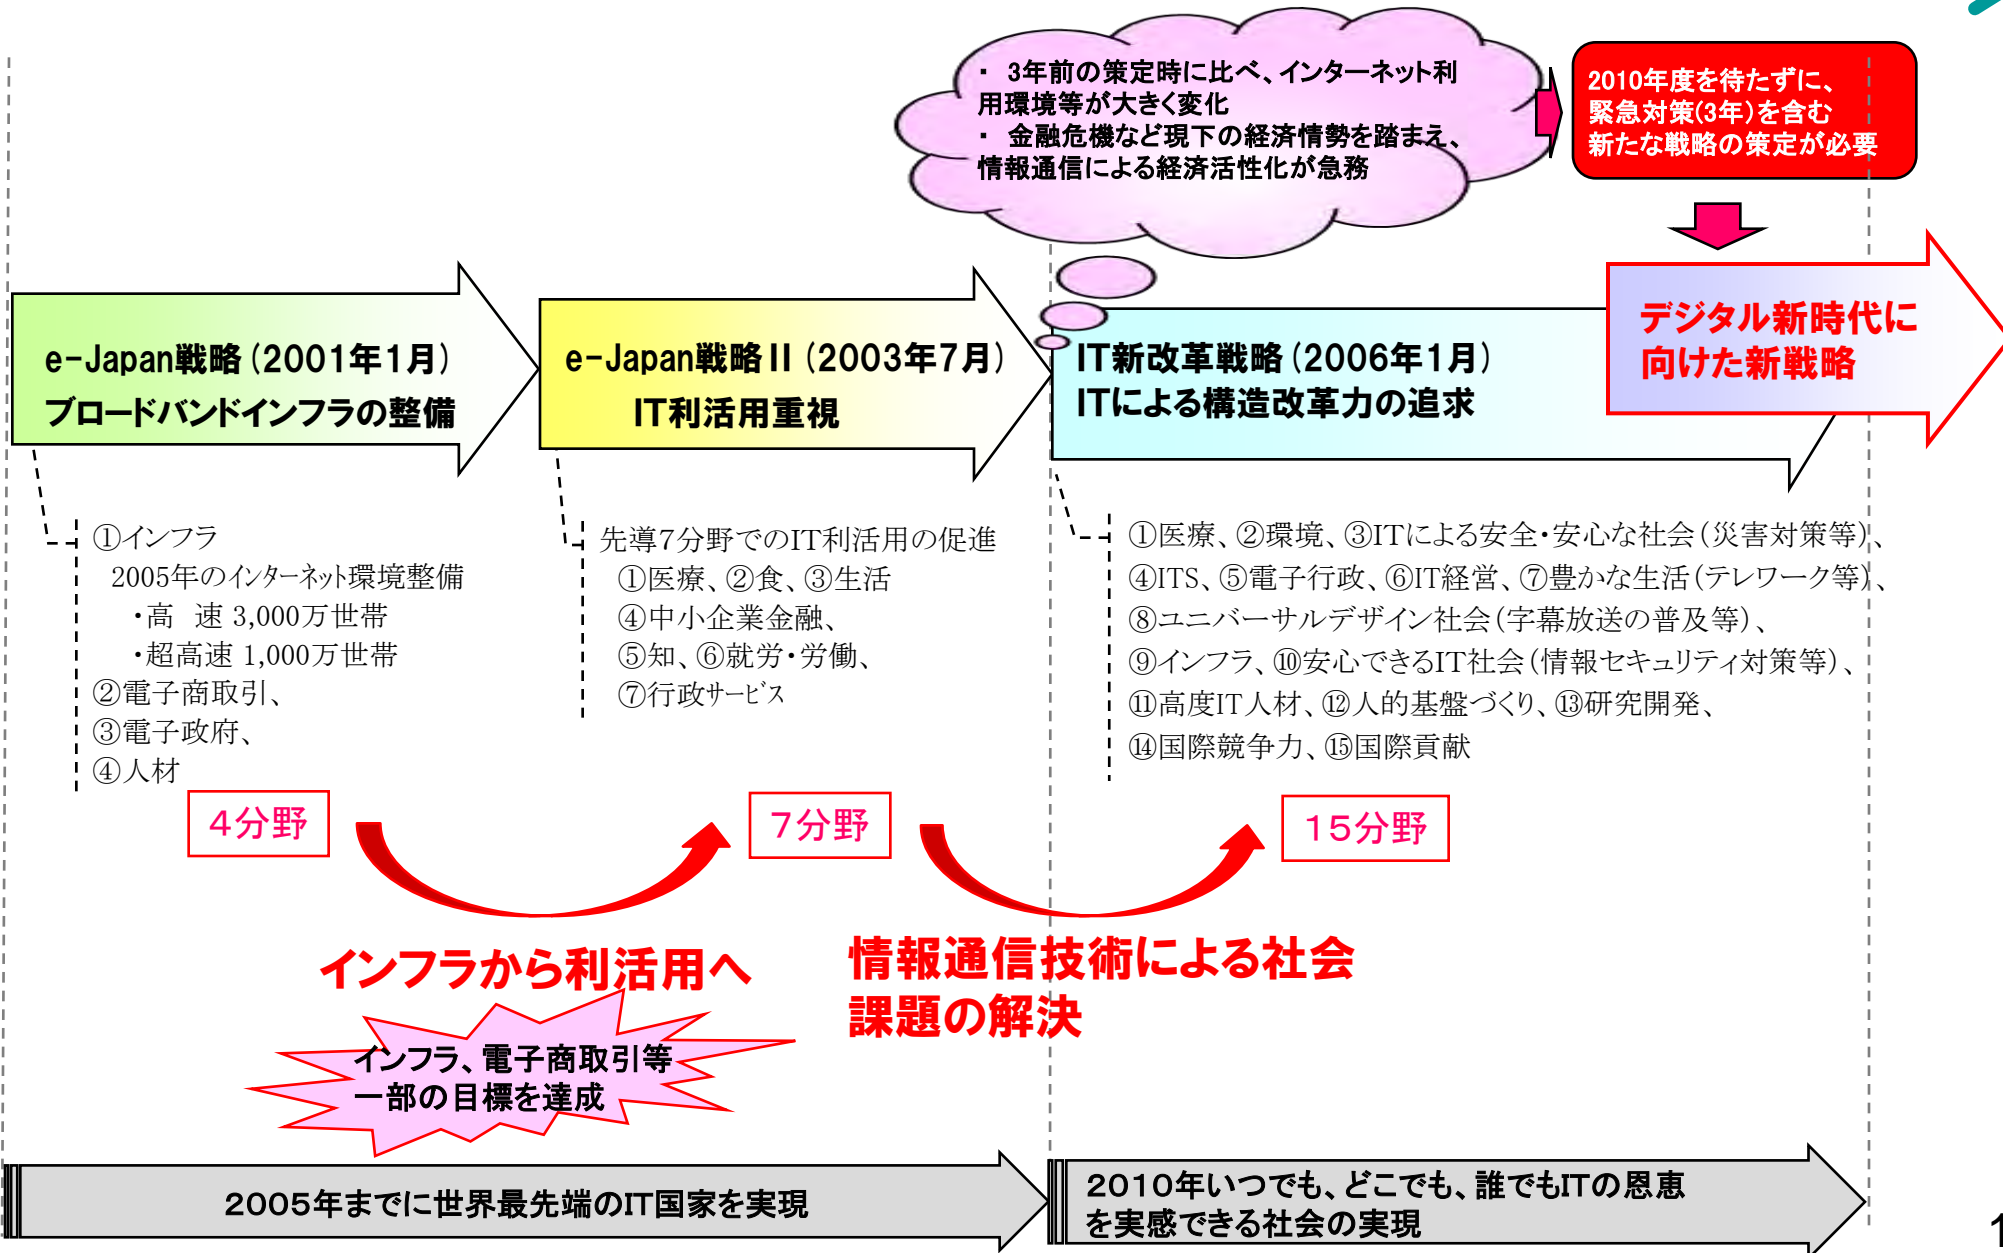 ・ 3年前の策定時に比べ、インターネット利
用環境等が大きく変化
・ 金融危機など現下の経済情勢を踏まえ、
情報通信による経済活性化が急務
2010年度を待たずに、
緊急対策(3年)を含む
新たな戦略の策定が必要
e-Japan戦略(2001年1月)
ブロードバンドインフラの整備
e-Japan戦略Ⅱ(2003年7月)
IT利活用重視
IT新改革戦略(2006年1月)
ITによる構造改革力の追求
デジタル新時代に
向けた新戦略
①インフラ
2005年のインターネット環境整備
・高 速 3,000万世帯
・超高速 1,000万世帯
②電子商取引、
③電子政府、
④人材
先導7分野でのIT利活用の促進
①医療、②食、③生活
④中小企業金融、
⑤知、⑥就労・労働、
⑦行政サービス
①医療、②環境、③ITによる安全・安心な社会(災害対策等)、
④ITS、⑤電子行政、⑥IT経営、⑦豊かな生活(テレワーク等)、
⑧ユニバーサルデザイン社会(字幕放送の普及等)、
⑨インフラ、⑩安心できるIT社会(情報セキュリティ対策等)、
⑪高度IT人材、⑫人的基盤づくり、⑬研究開発、
⑭国際競争力、⑮国際貢献
4分野
7分野
15分野
インフラから利活用へ
情報通信技術による社会
課題の解決
インフラ、電子商取引等
一部の目標を達成
2005年までに世界最先端のIT国家を実現
2010年いつでも、どこでも、誰でもITの恩恵
を実感できる社会の実現
1